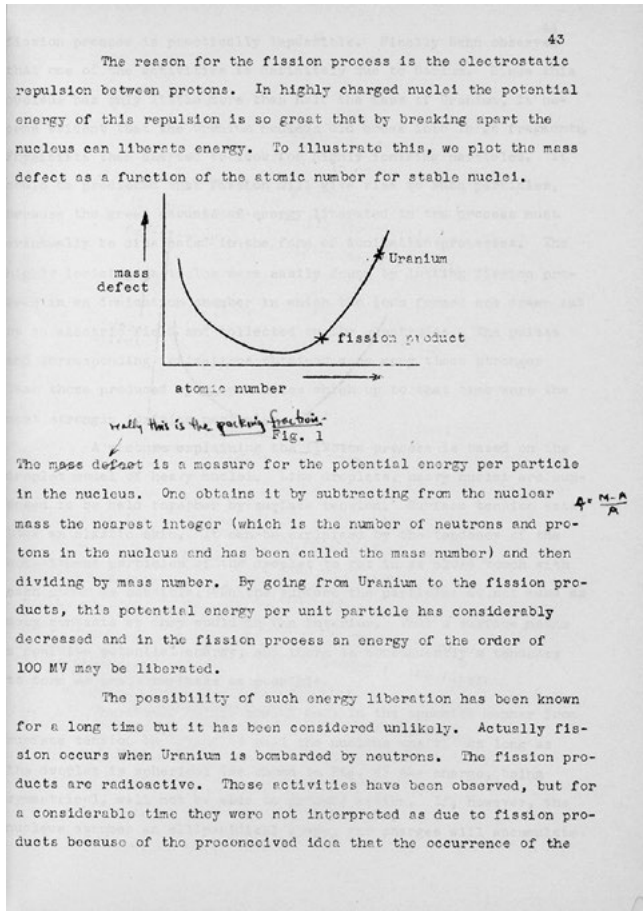 43
The reason for the fission process is the electrostatic
repulsion between protons. In highly charged nuclei the potential
energy of this repulsion is so great that by breaking apart the
nucleus can liberate energy. To illustrate this, we plot the mass
defect as a function of the atomic number for stable nuclei.
mass
defect
Uranium
fission product
atomic number
really this is the packing fraction.
Fig. 1
The mass defect is a measure for the potential energy per particle
in the nucleus. One obtains it by subtracting from the nuclear
mass the nearest integer (which is the number of neutrons and pro-
tons in the nucleus and has been called the mass number) and then
dividing by mass number. By going from Uranium to the fission pro-
ducts, this potential energy per unit particle has considerably
decreased and in the fission process an energy of the order of
100 MV may be liberated.
The possibility of such energy liberation has been known
for a long time but it has been considered unlikely. Actually fis-
sion occurs when Uranium is bombarded by neutrons. The fission pro-
ducts are radioactive. These activities have been observed, but for
a considerable time they were not interpreted as due to fission pro-
ducts because of the preconceived idea that the occurrence of the